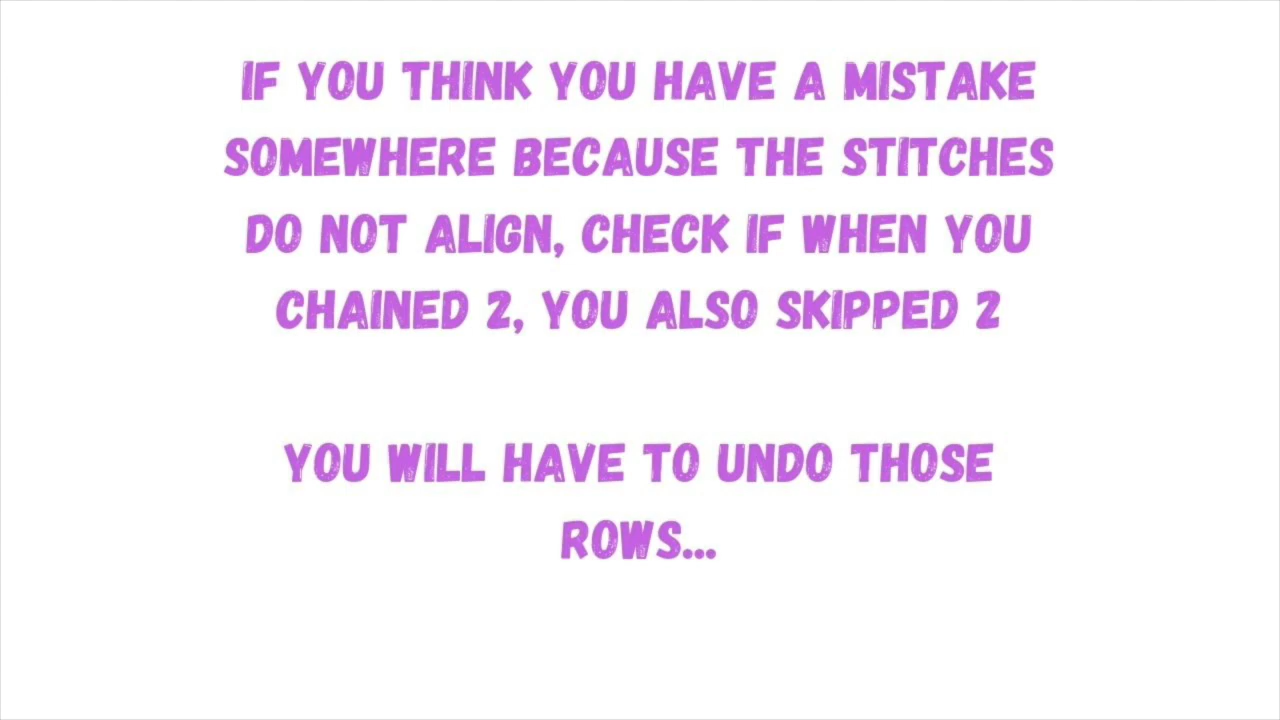 IF YOU THINK YOU HAVE A MISTAKE
SOMEWHERE BECAUSE THE STITCHES
DO NOT ALIGN, CHECK IF WHEN YOU
CHAINED 2, YOU ALSO SKIPPED 2
YOU WILL HAVE TO UNDO THOSE
ROWS...